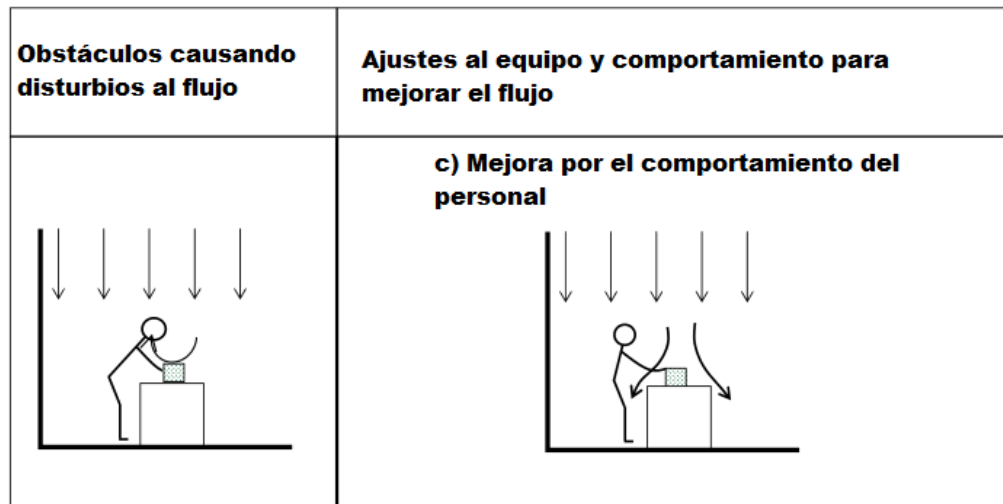 Obstáculos causando
disturbios al flujo
Ajustes al equipo y comportamiento para
mejorar el flujo
c) Mejora por el comportamiento del
personal